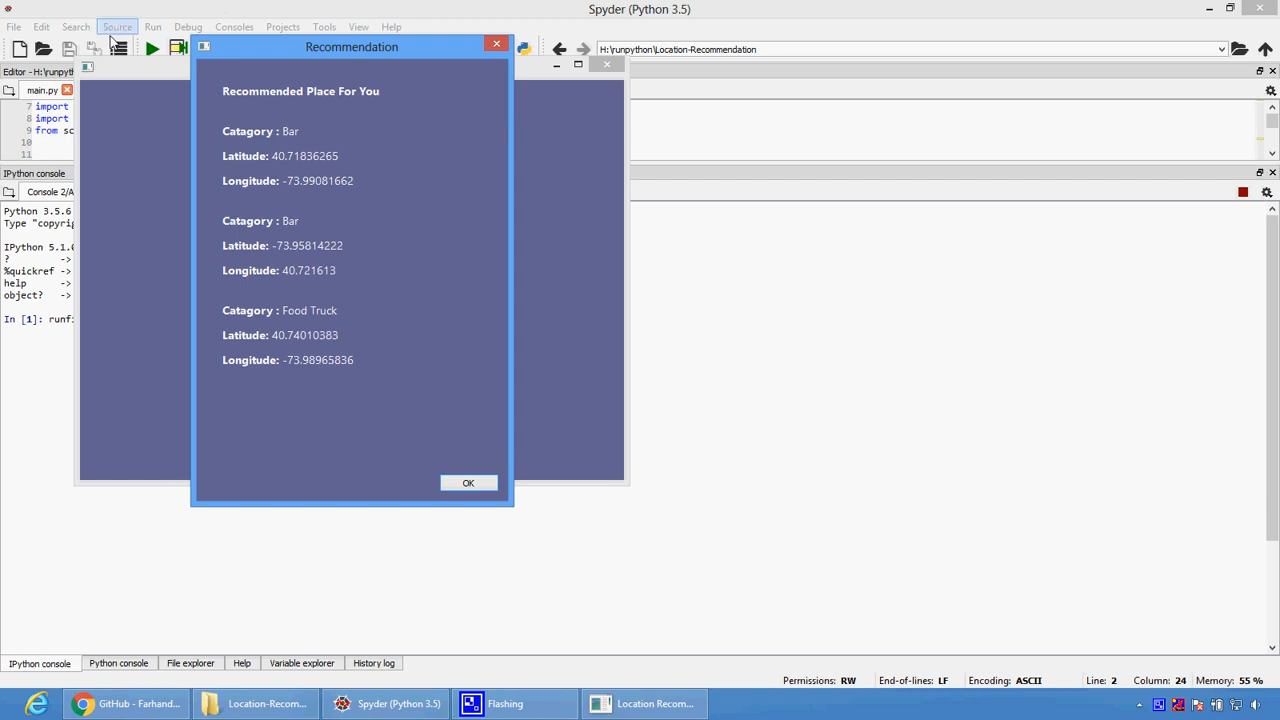 Spyder (Python 3.5)
File Edit Search Source Run Debug Consoles Projects Tools View Help
H:\runpython\Location-Recommendation
Editor - H:\runpyth
main.py
7 import
8 import
9 from sc
10
11
IPython console
Console 2/A
Python 3.5.6
Type "copyrig
IPython 5.1.0
? ->
%quickref ->
help ->
object? ->
In [1]: runfi
Recommendation
Recommended Place For You
Catagory : Bar
Latitude: 40.71836265
Longitude: -73.99081662
Catagory : Bar
Latitude: -73.95814222
Longitude: 40.721613
Catagory : Food Truck
Latitude: 40.74010383
Longitude: -73.98965836
OK
IPython console Python console File explorer Help Variable explorer History log
Permissions: RW End-of-lines: LF Encoding: ASCII Line: 2 Column: 24 Memory: 55 %
GitHub - Farhand... Location-Recom... Spyder (Python 3.5) Flashing Location Recom...